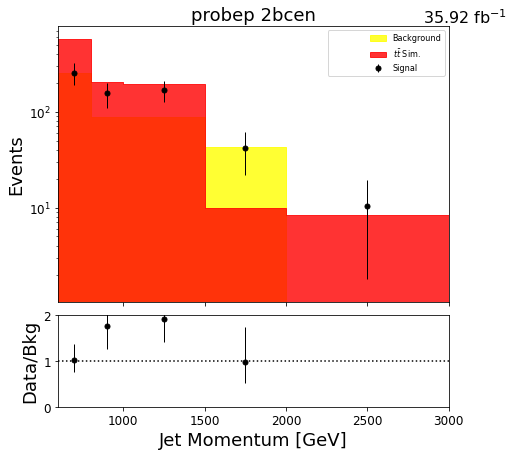 probep 2bcen
35.92 fb⁻¹
Background
tt̄ Sim.
Signal
Events
10²
10¹
Data/Bkg
2
1
0
1000 1500 2000 2500 3000
Jet Momentum [GeV]